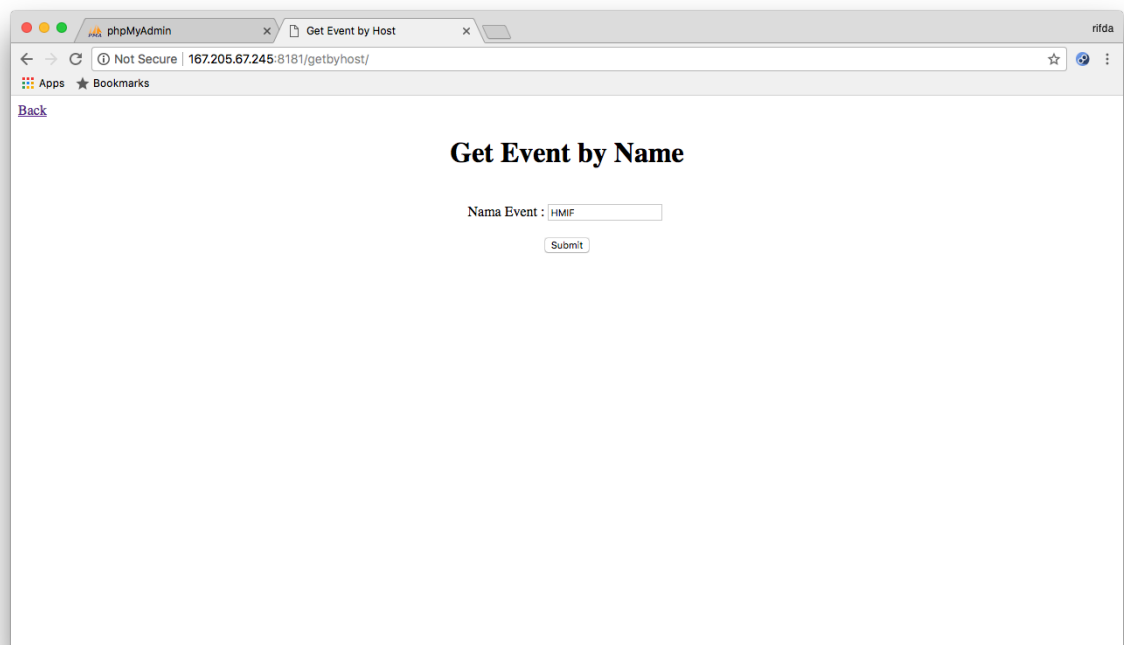 phpMyAdmin
Get Event by Host
rifda
Not Secure | 167.205.67.245:8181/getbyhost/
Apps
Bookmarks
Back
Get Event by Name
Nama Event : HMIF
Submit